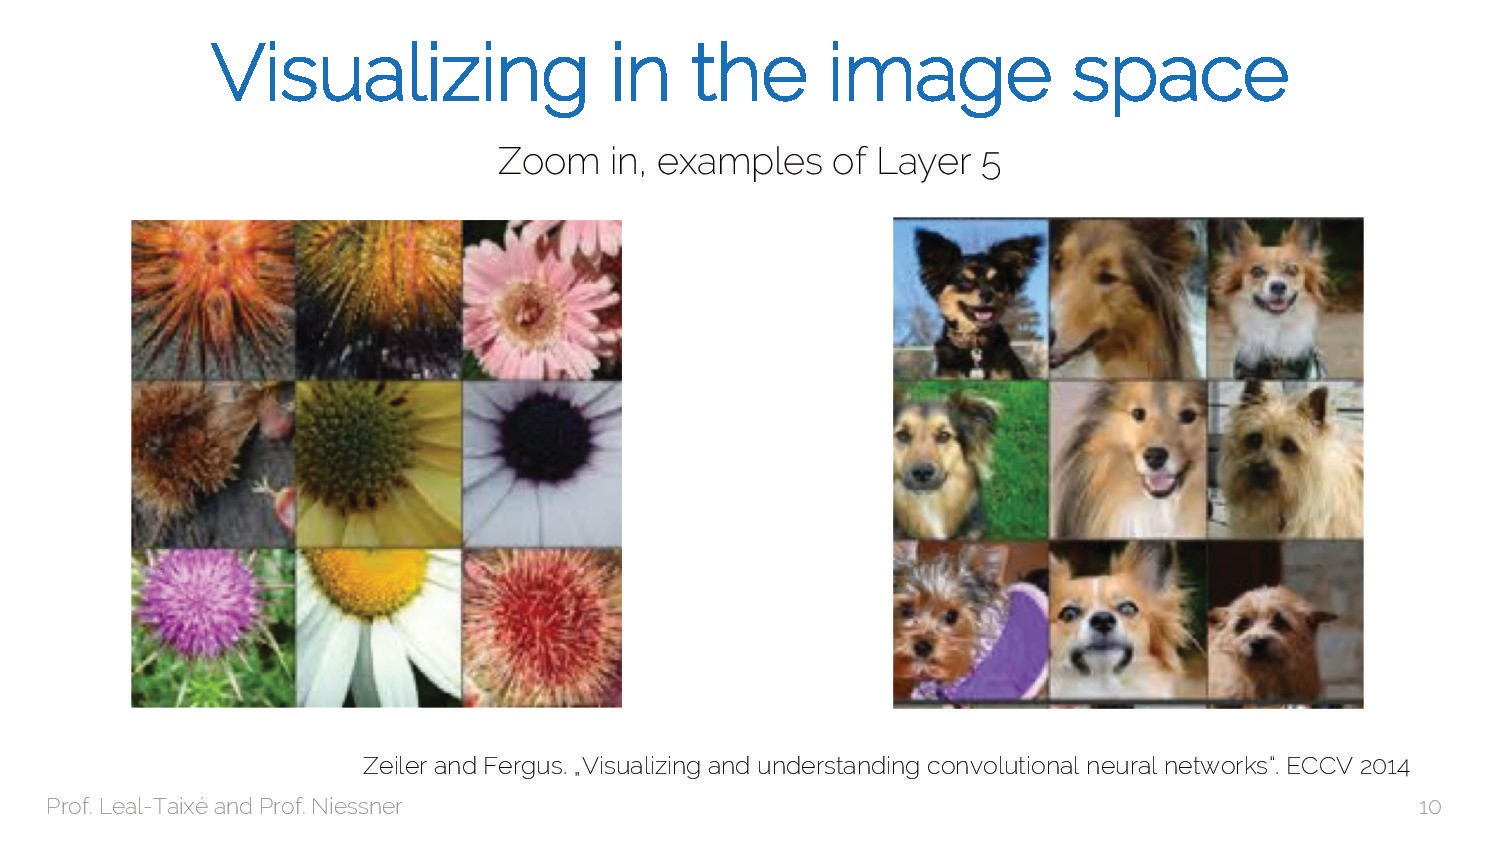 Visualizing in the image space
Zoom in, examples of Layer 5
Zeiler and Fergus. „Visualizing and understanding convolutional neural networks“. ECCV 2014
Prof. Leal-Taixé and Prof. Niessner
10